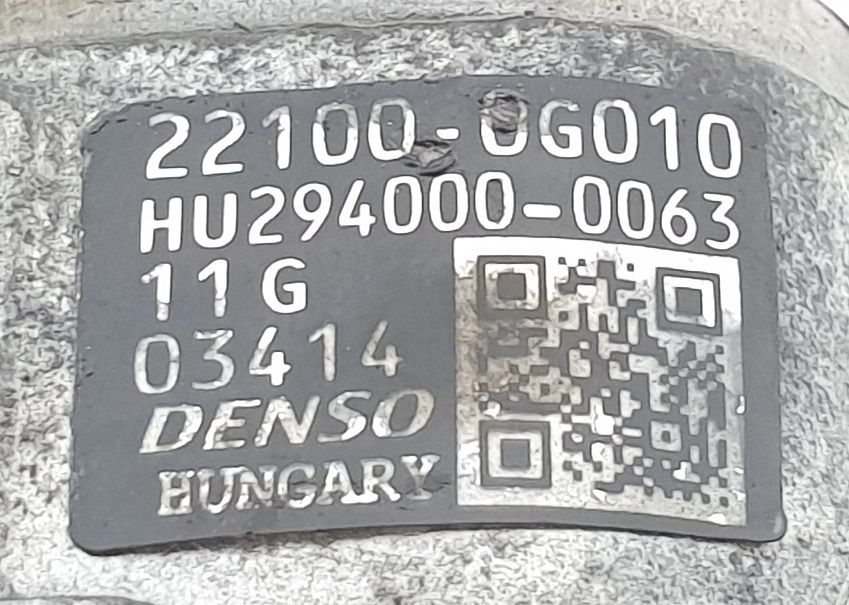 22100-0G010
HU294000-0063
11G
03414
DENSO
HUNGARY